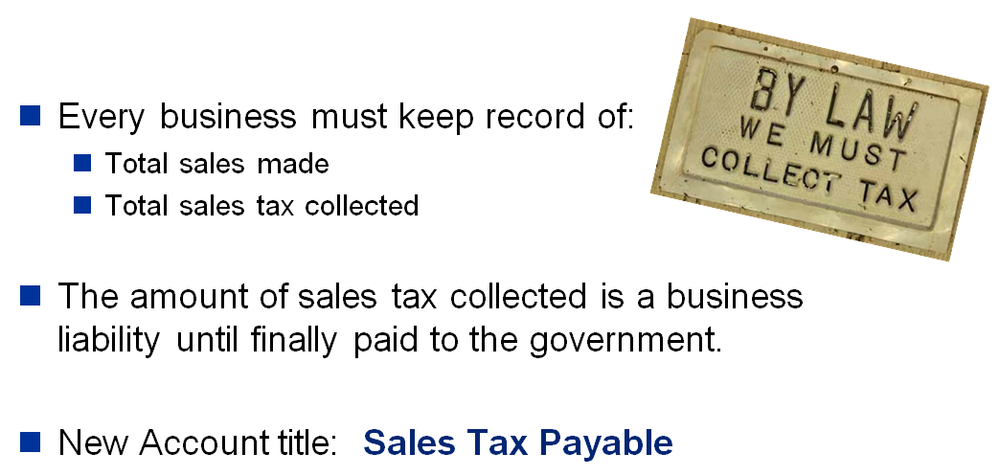 BY LAW
WE MUST
COLLECT TAX
Every business must keep record of:
Total sales made
Total sales tax collected
The amount of sales tax collected is a business
liability until finally paid to the government.
New Account title: Sales Tax Payable